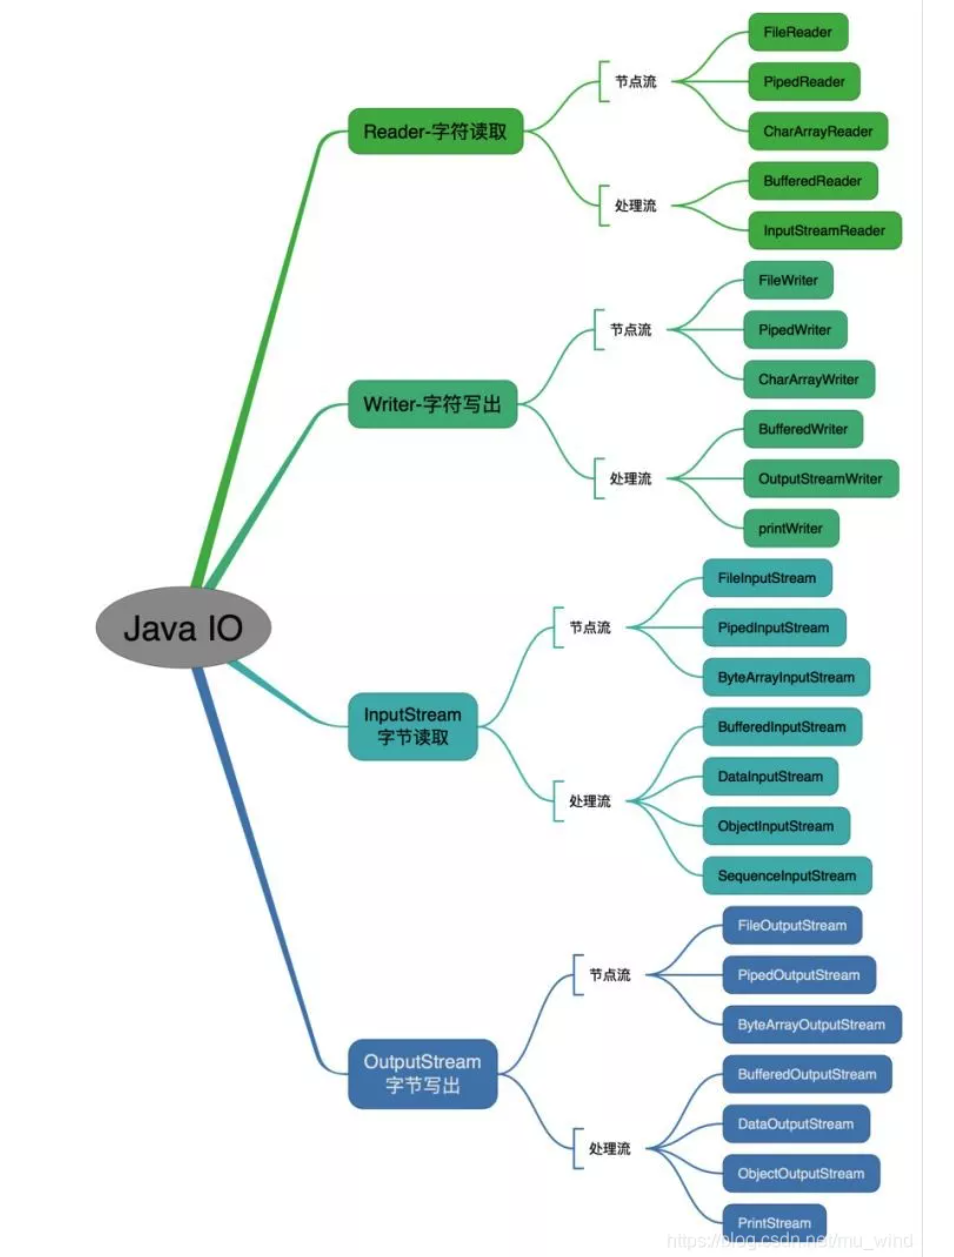 Java IO
Reader-字符读取
节点流
FileReader
PipedReader
CharArrayReader
处理流
BufferedReader
InputStreamReader
Writer-字符写出
节点流
FileWriter
PipedWriter
CharArrayWriter
处理流
BufferedWriter
OutputStreamWriter
printWriter
InputStream
字节读取
节点流
FileInputStream
PipedInputStream
ByteArrayInputStream
处理流
BufferedInputStream
DataInputStream
ObjectInputStream
SequenceInputStream
OutputStream
字节写出
节点流
FileOutputStream
PipedOutputStream
ByteArrayOutputStream
处理流
BufferedOutputStream
DataOutputStream
ObjectOutputStream
PrintStream
https://blog.csdn.net/mu_wind